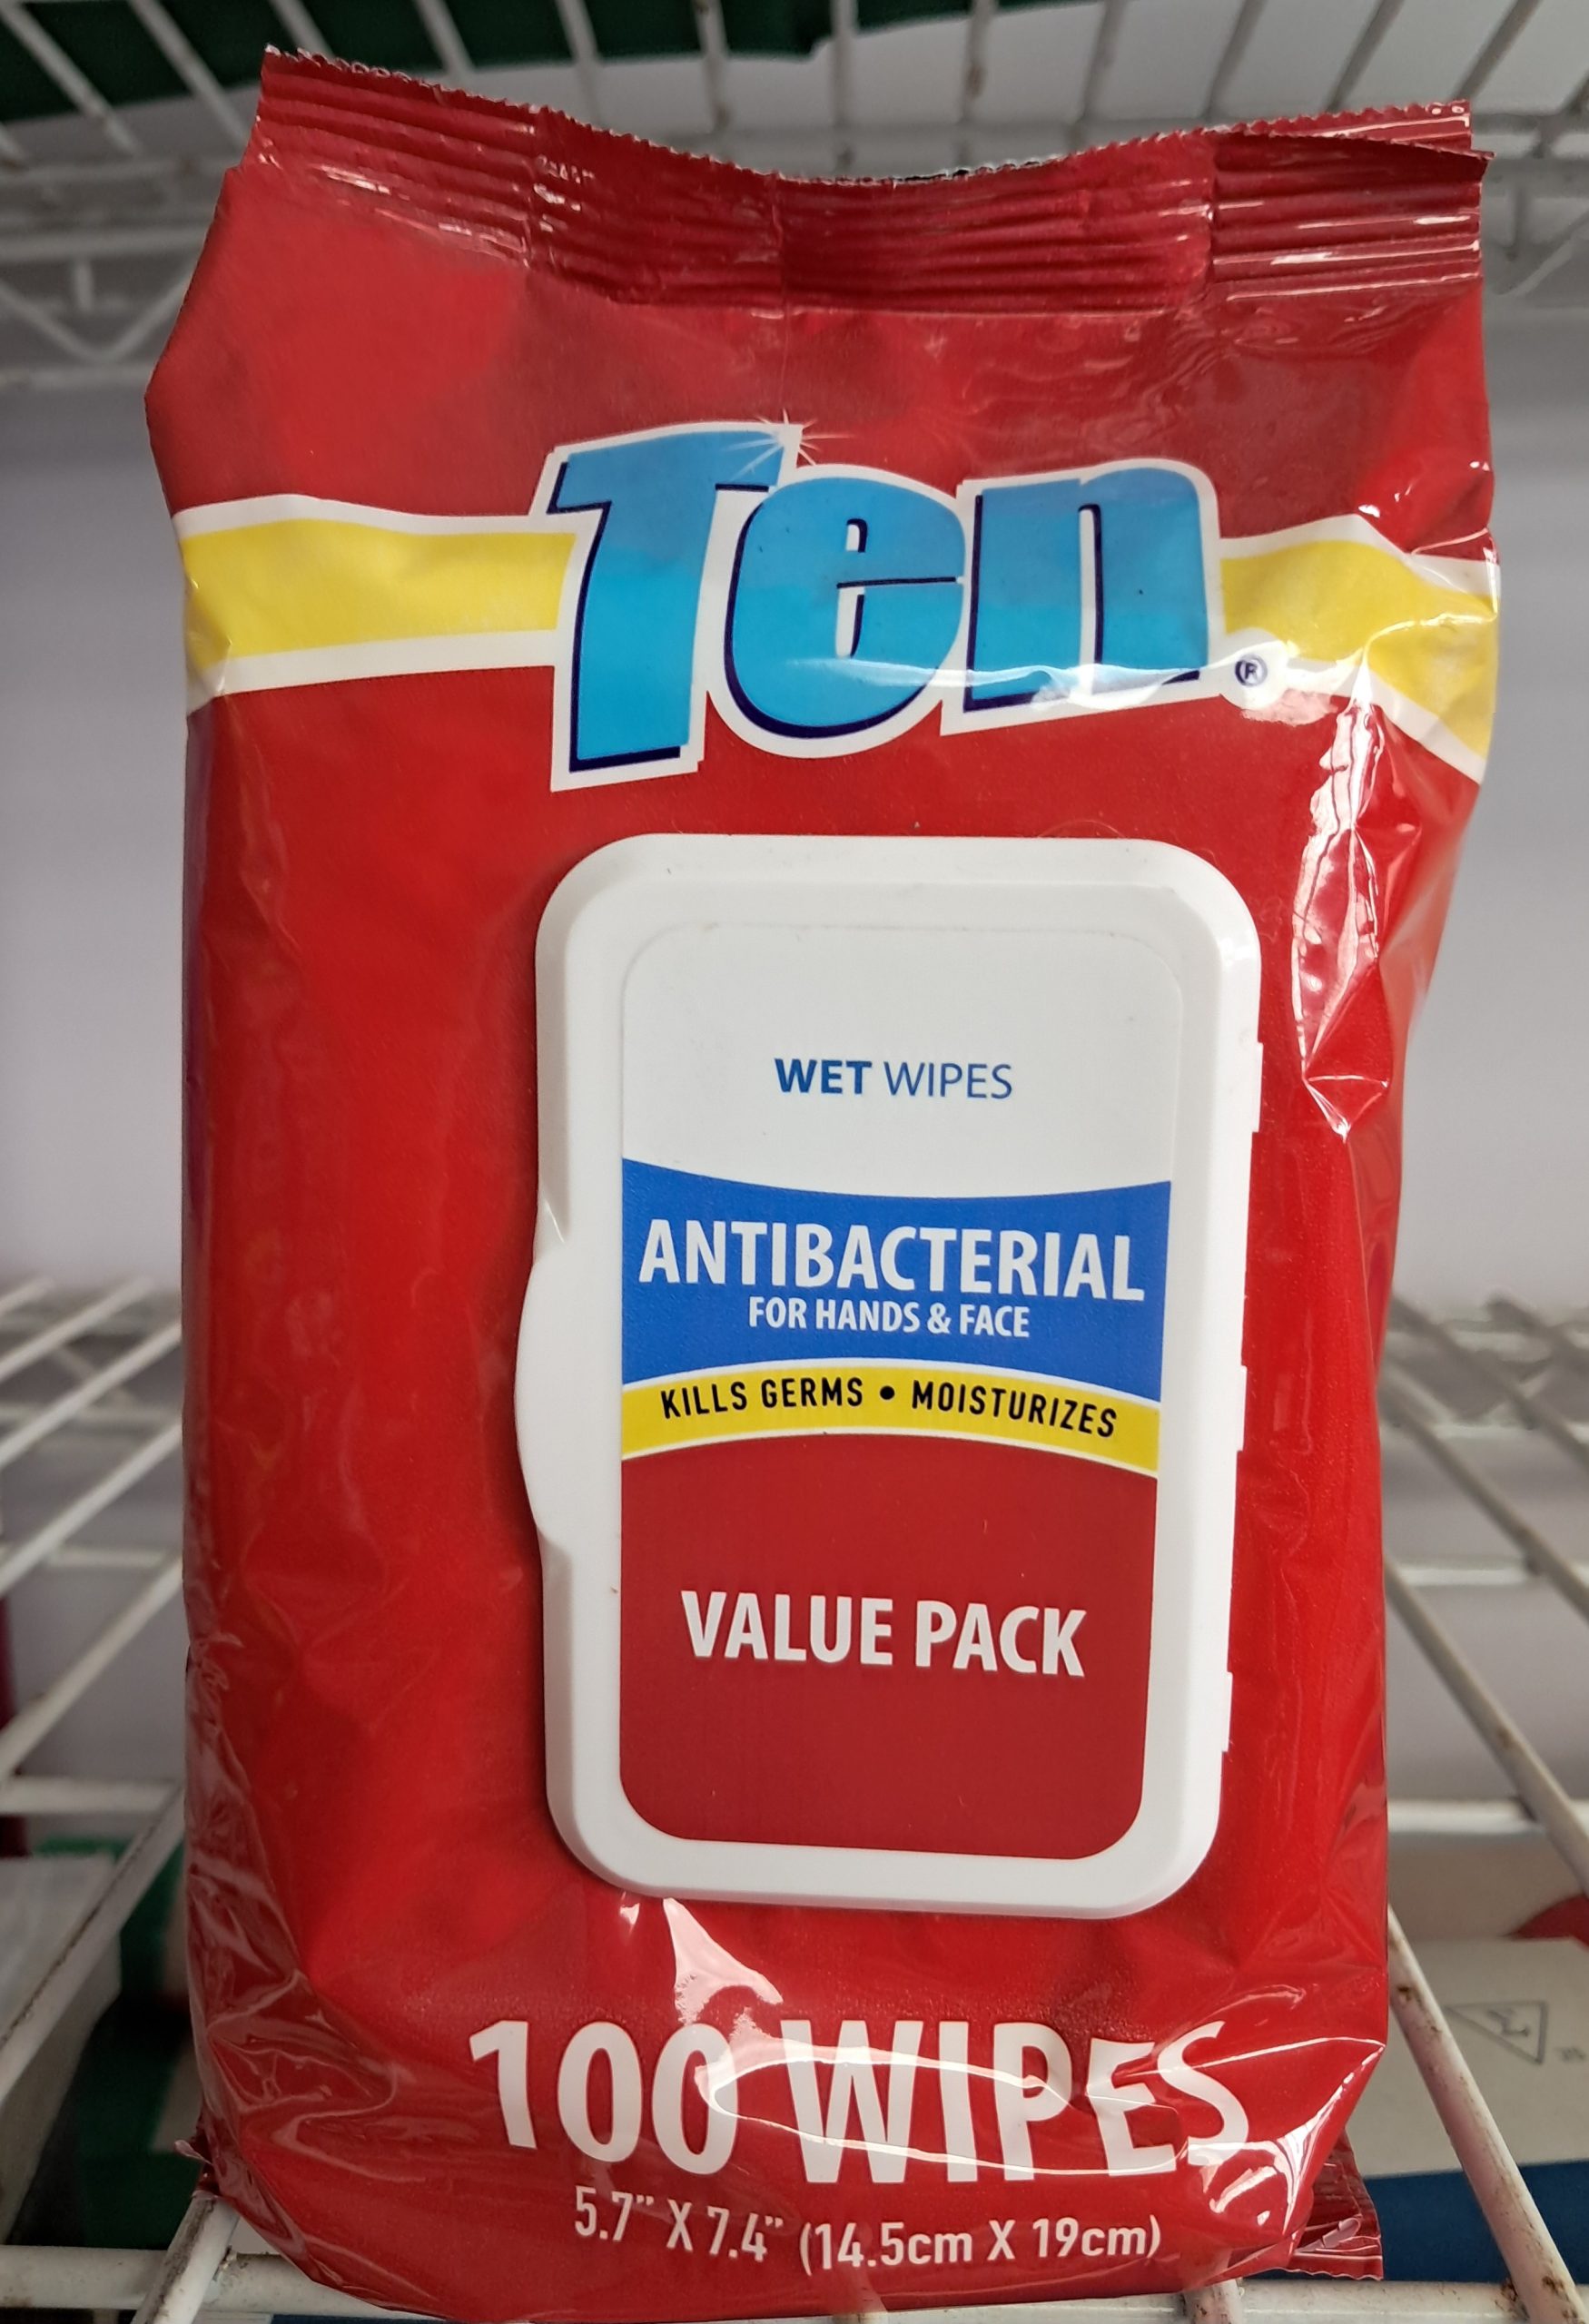 Ten®
WET WIPES
ANTIBACTERIAL
FOR HANDS & FACE
KILLS GERMS • MOISTURIZES
VALUE PACK
100 WIPES
5.7" X 7.4" (14.5cm X 19cm)